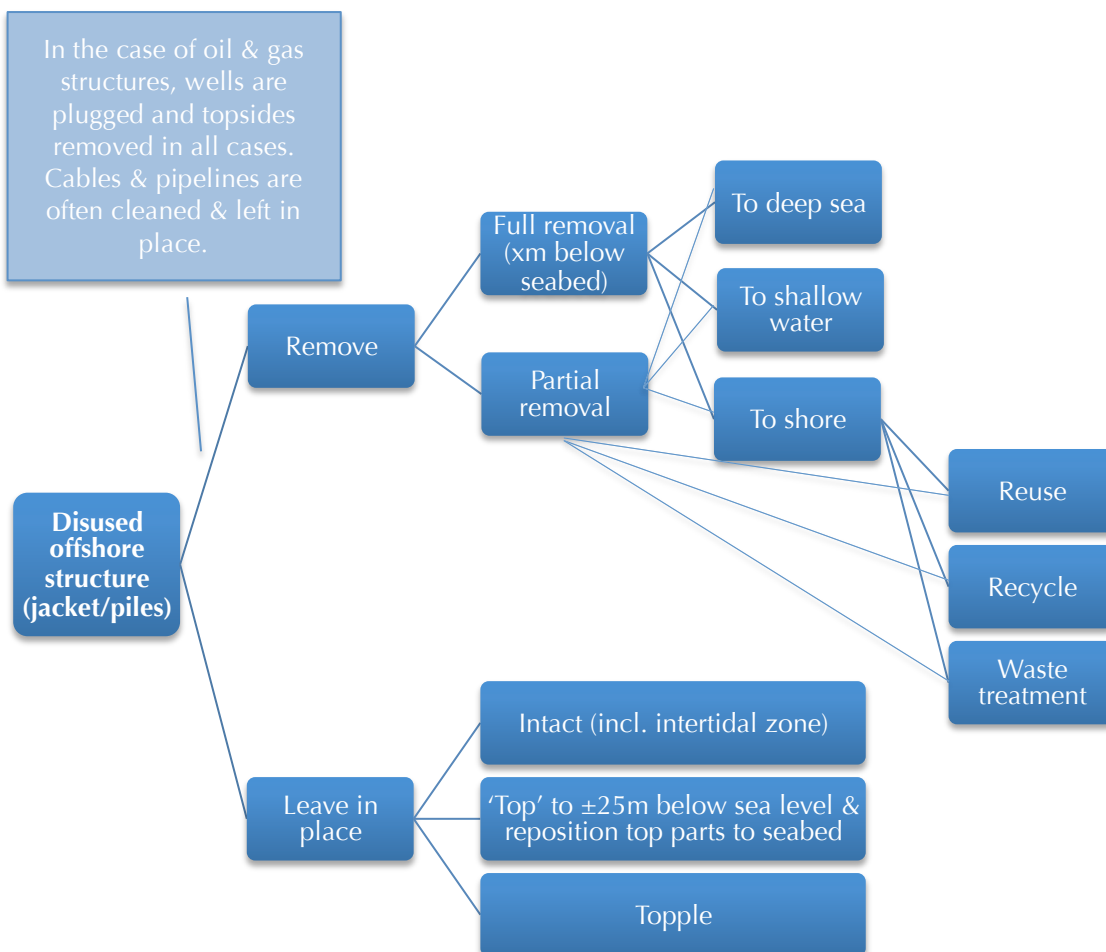 In the case of oil & gas
structures, wells are
plugged and topsides
removed in all cases.
Cables & pipelines are
often cleaned & left in
place.
Disused
offshore
structure
(jacket/piles)
Remove
Full removal
(xm below
seabed)
Partial
removal
To deep sea
To shallow
water
To shore
Reuse
Recycle
Waste
treatment
Leave in
place
Intact (incl. intertidal zone)
‘Top’ to ±25m below sea level &
reposition top parts to seabed
Topple